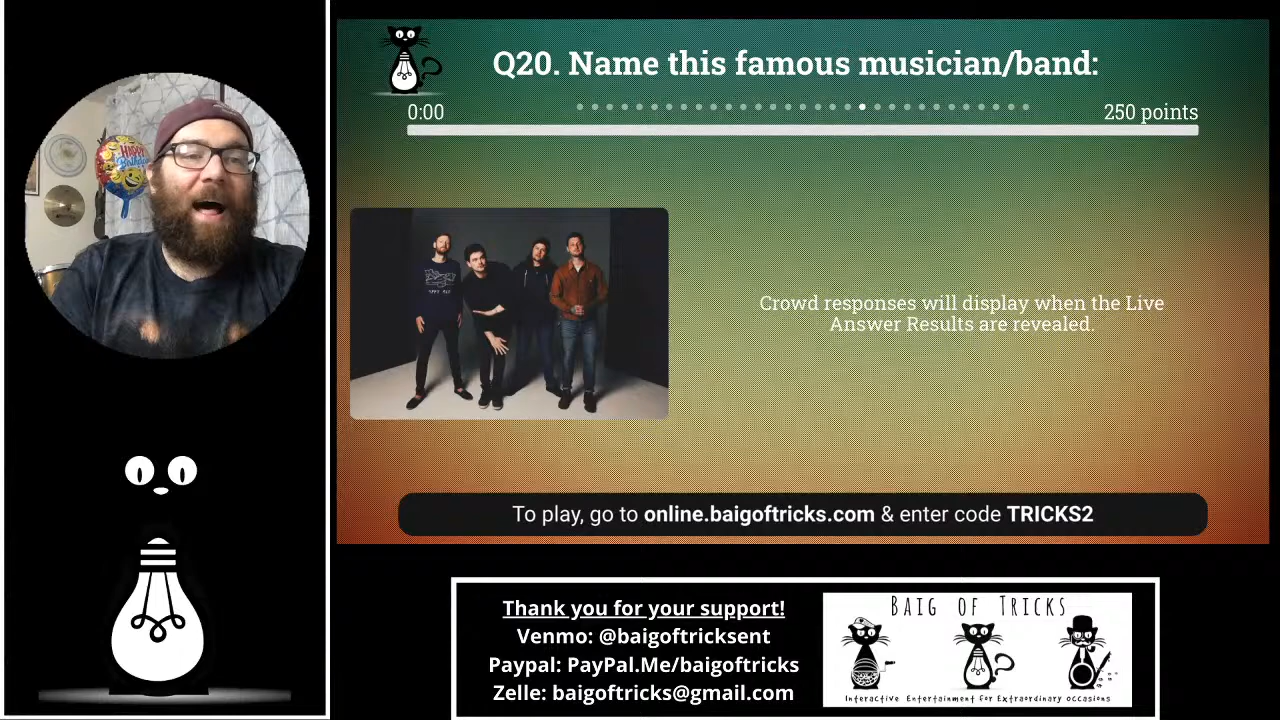 Q20. Name this famous musician/band:
0:00
250 points
Crowd responses will display when the Live
Answer Results are revealed.
To play, go to online.baigoftricks.com & enter code TRICKS2
Thank you for your support!
Venmo: @baigoftricksent
Paypal: PayPal.Me/baigoftricks
Zelle: baigoftricks@gmail.com
BAIG OF TRICKS
Interactive Entertainment for Extraordinary Occasions